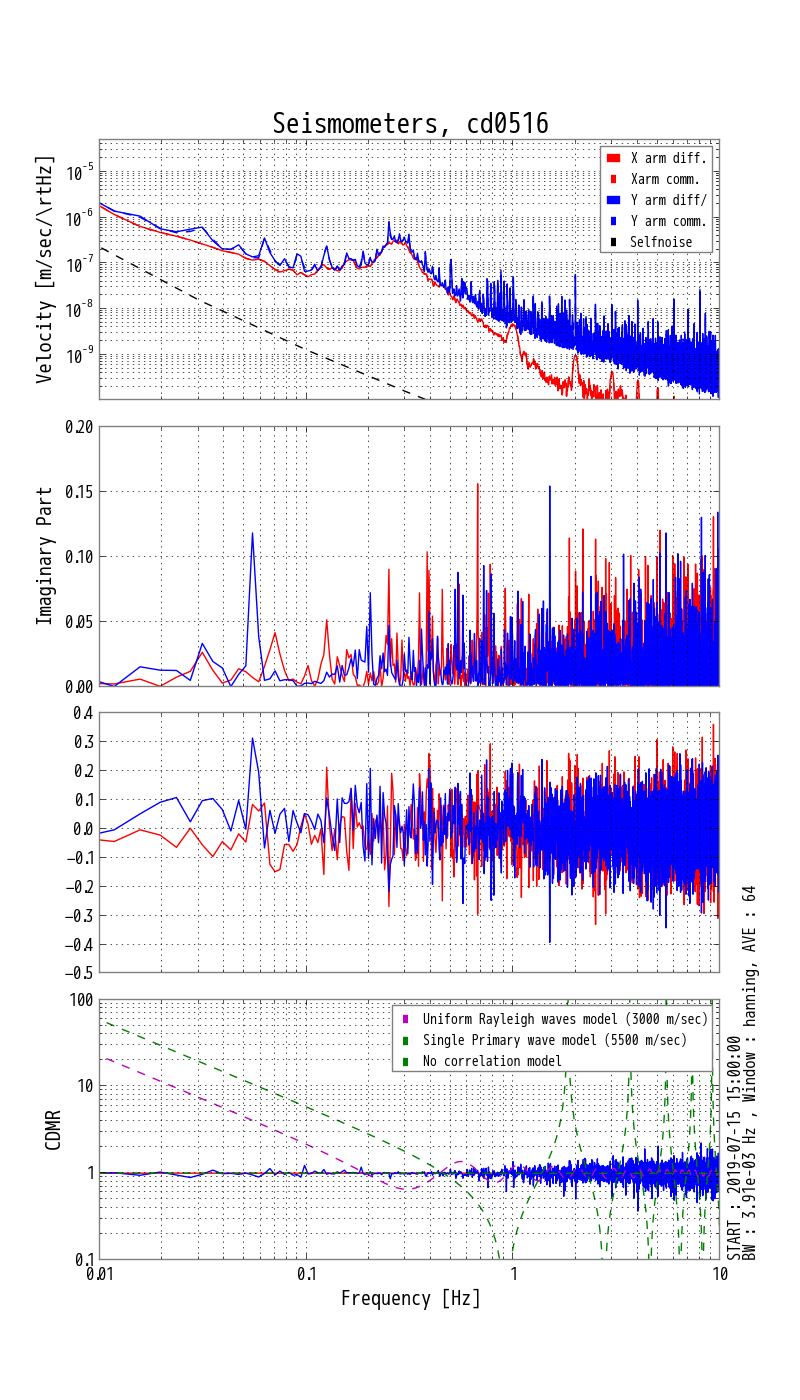 Seismometers, cd0516
Velocity [m/sec/\rtHz]
10-5
10-6
10-7
10-8
10-9
X arm diff.
Xarm comm.
Y arm diff/
Y arm comm.
Selfnoise
Imaginary Part
0.20
0.15
0.10
0.05
0.00
0.4
0.3
0.2
0.1
0.0
−0.1
−0.2
−0.3
−0.4
−0.5
CDMR
100
10
1
0.1
Uniform Rayleigh waves model (3000 m/sec)
Single Primary wave model (5500 m/sec)
No correlation model
0.01
0.1
1
10
Frequency [Hz]
START : 2019-07-15 15:00:00
BW : 3.91e-03 Hz , Window : hanning, AVE : 64